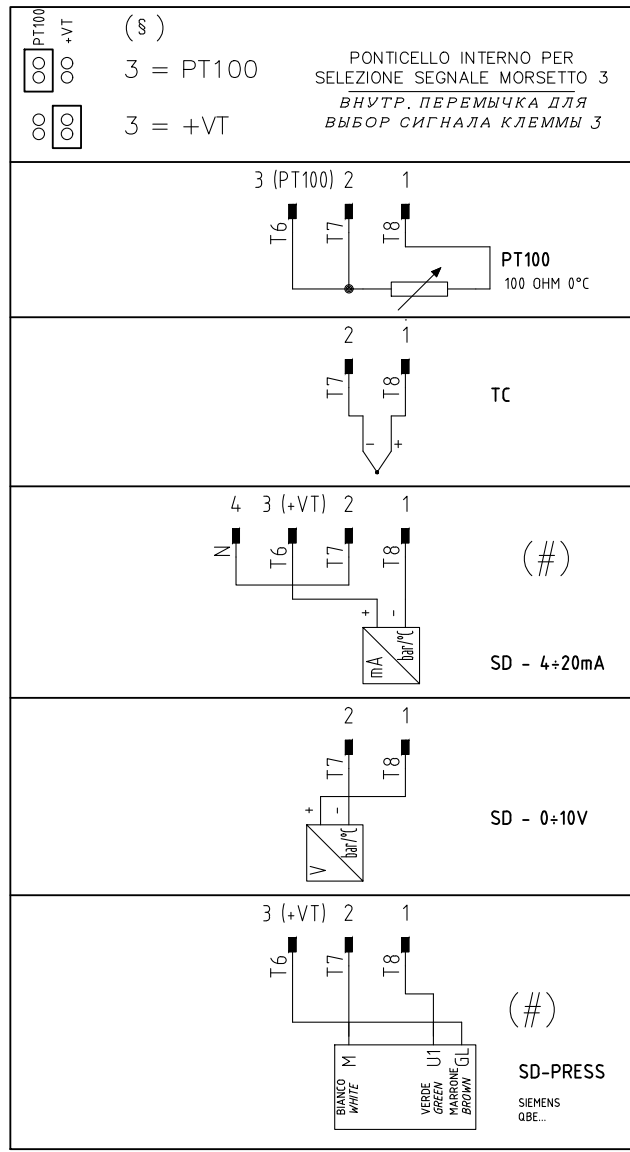 PT100
+VT
(§)
3 = PT100
3 = +VT
PONTICELLO INTERNO PER
SELEZIONE SEGNALE MORSETTO 3
ВНУТР. ПЕРЕМЫЧКА ДЛЯ
ВЫБОР СИГНАЛА КЛЕММЫ 3
3 (PT100) 2 1
T6 T7 T8
PT100
100 OHM 0°C
2 1
T7 T8
- +
TC
4 3 (+VT) 2 1
N T6 T7 T8
(#)
+ -
mA bar/°C
SD - 4÷20mA
2 1
T7 T8
+ -
V bar/°C
SD - 0÷10V
3 (+VT) 2 1
T6 T7 T8
(#)
M U1 GL
BIANCO
WHITE
VERDE
GREEN
MARRONE
BROWN
SD-PRESS
SIEMENS
QBE...